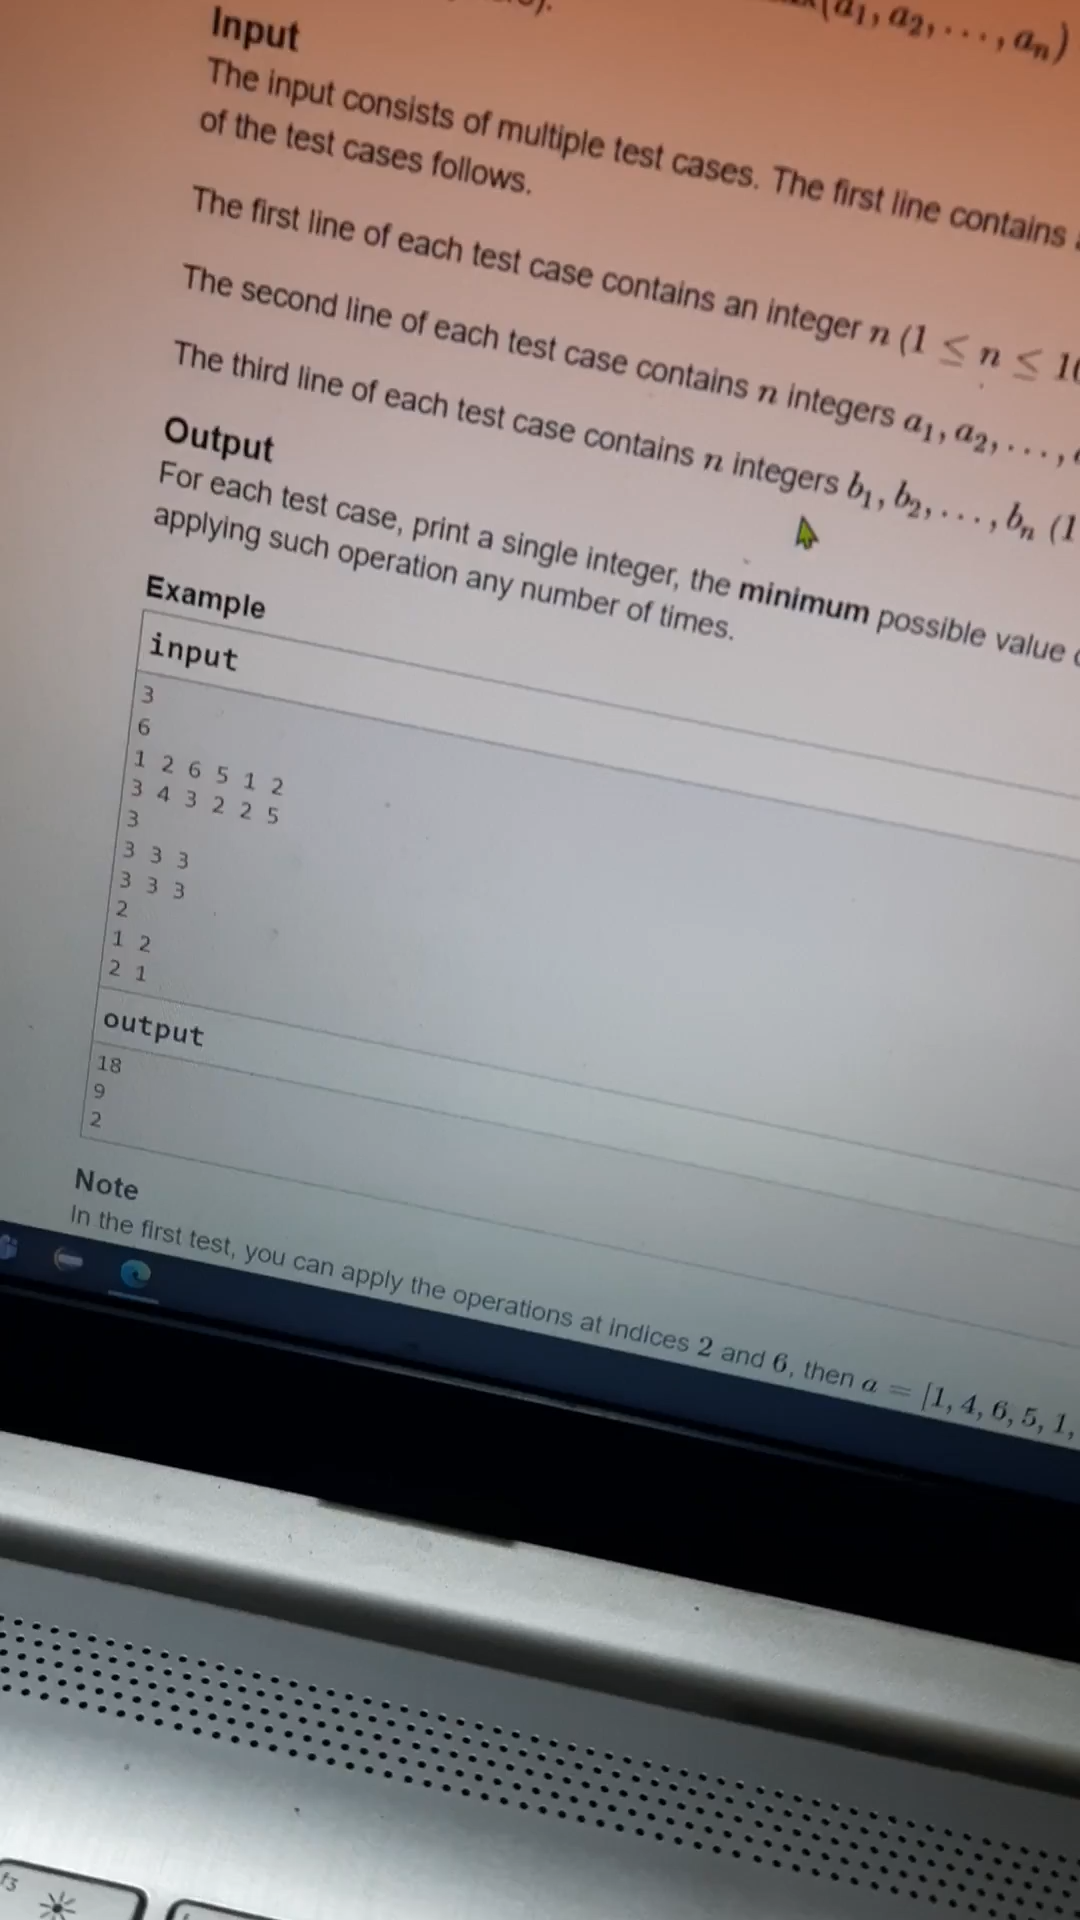 (a1, a2, ..., an)
Input
The input consists of multiple test cases. The first line contains
of the test cases follows.
The first line of each test case contains an integer n (1 ≤ n ≤
The second line of each test case contains n integers a1, a2, ...,
The third line of each test case contains n integers b1, b2, ..., bn (1
Output
For each test case, print a single integer, the minimum possible value
applying such operation any number of times.
Example
input
3
6
1 2 6 5 1 2
3 4 3 2 2 5
3
3 3 3
3 3 3
2
1 2
2 1
output
18
9
2
Note
In the first test, you can apply the operations at indices 2 and 6, then a = [1, 4, 6, 5, 1,
f3